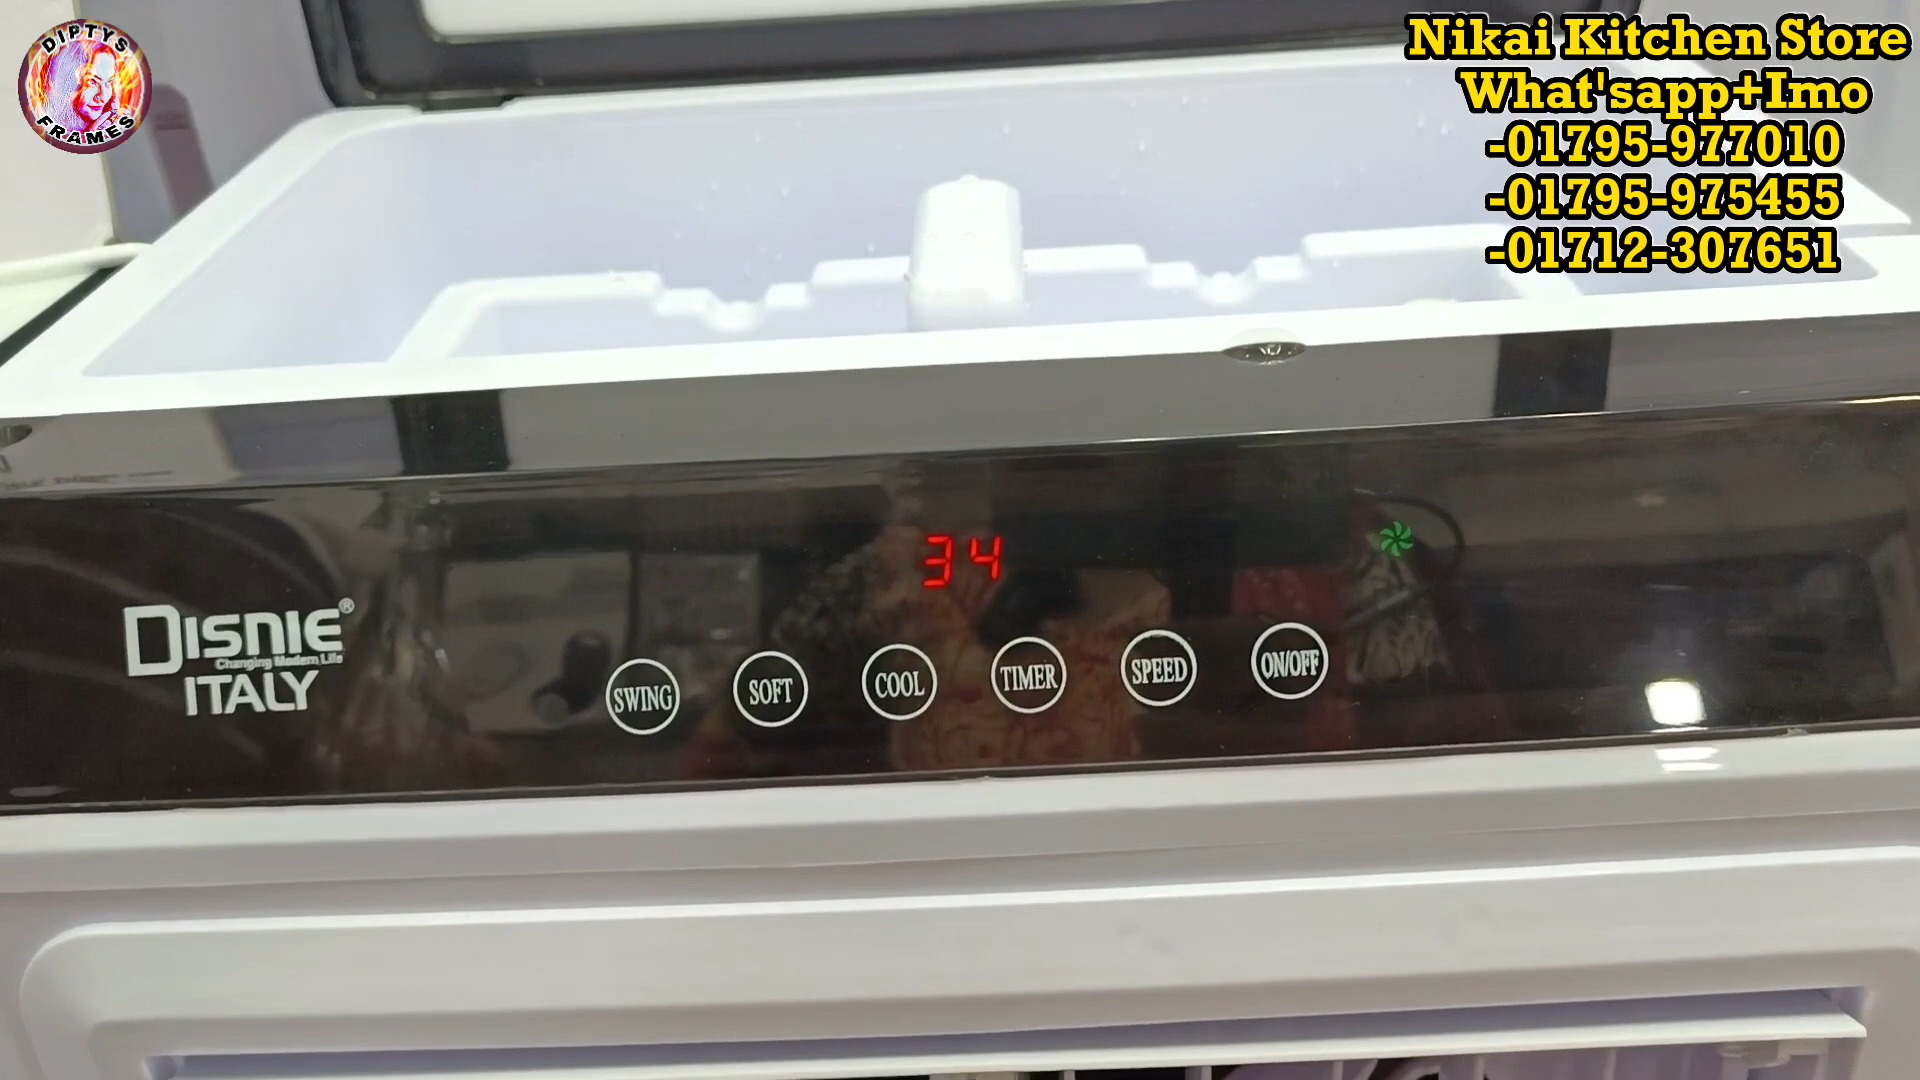 DIPTYS
FRAMES
Nikai Kitchen Store
What'sapp+Imo
-01795-977010
-01795-975455
-01712-307651
34
DISNIE®
Changing Modern Life
ITALY
SWING
SOFT
COOL
TIMER
SPEED
ON/OFF